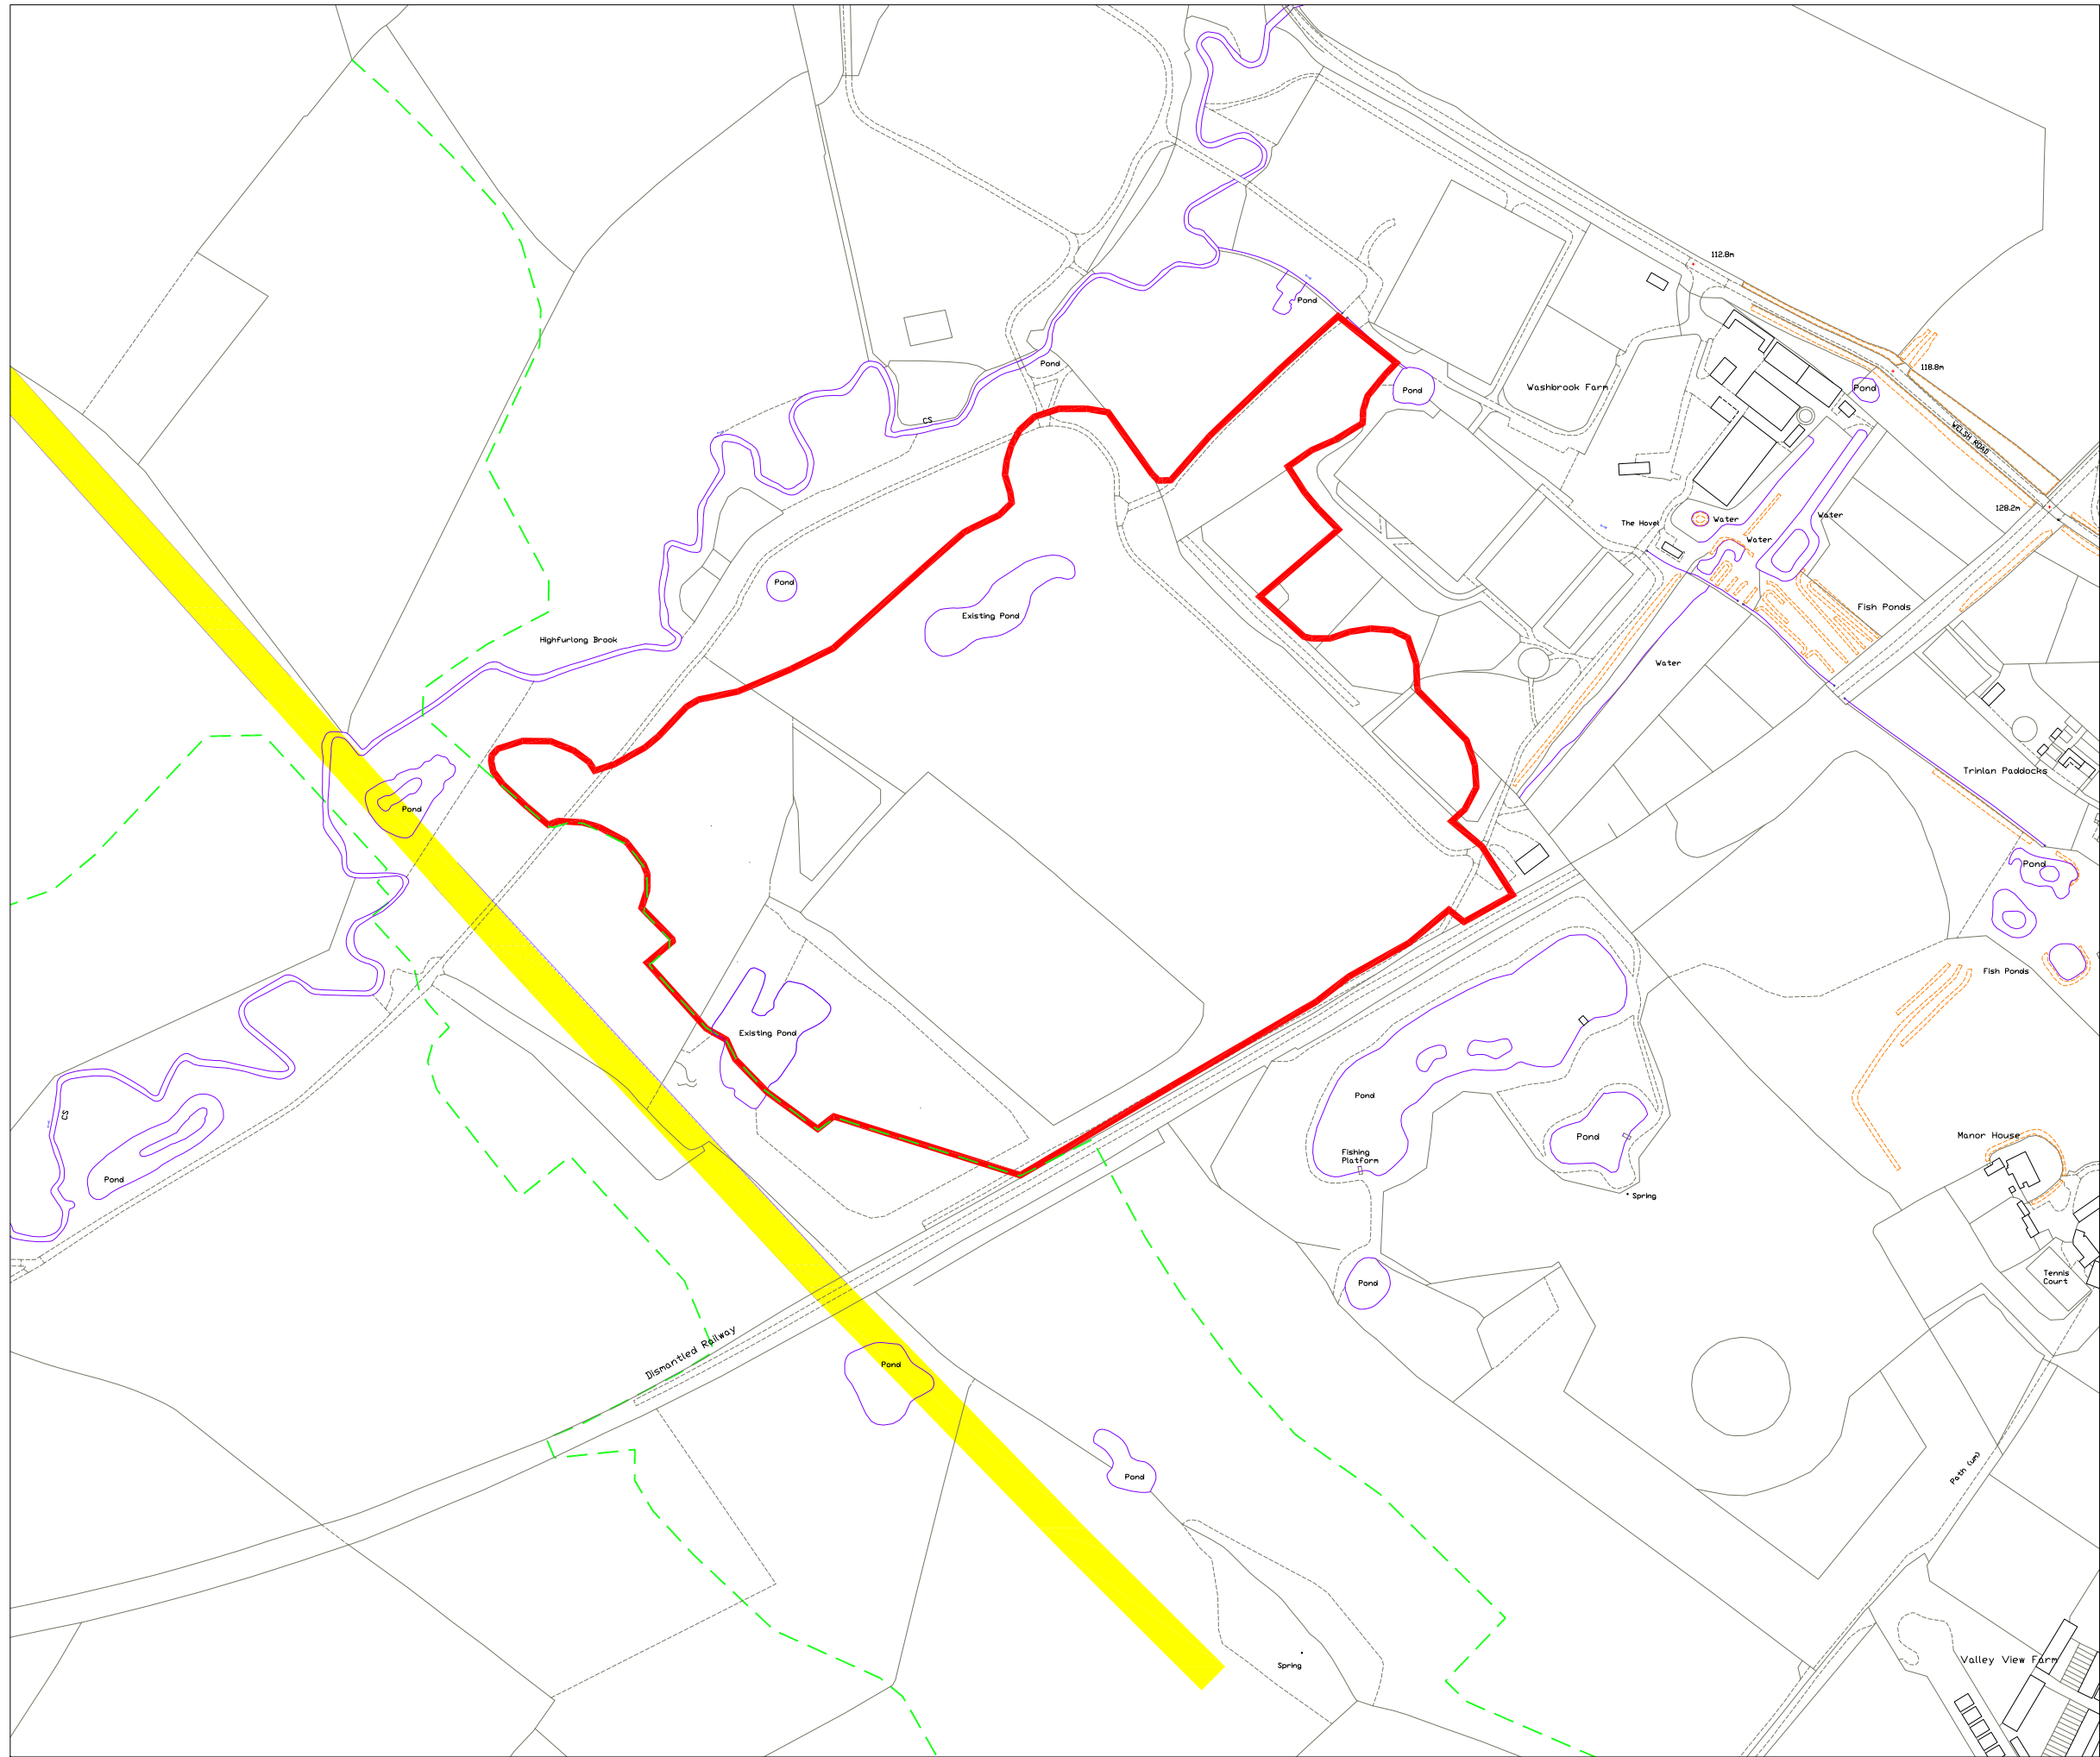 112.8m
Pond
Pond
118.8m
Washbrook Farm
Pond
Pond
CS
WELSH ROAD
128.2m
Water
Water
The Hovel
Water
Pond
Fish Ponds
Existing Pond
Highfurlong Brook
Water
Trinlan Paddocks
Pond
Pond
Fish Ponds
Existing Pond
Pond
CS
Manor House
Pond
Fishing
Platform
Pond
Spring
Tennis
Court
Pond
Dismantled Railway
Pond
Path (um)
Pond
Valley View Farm
Spring